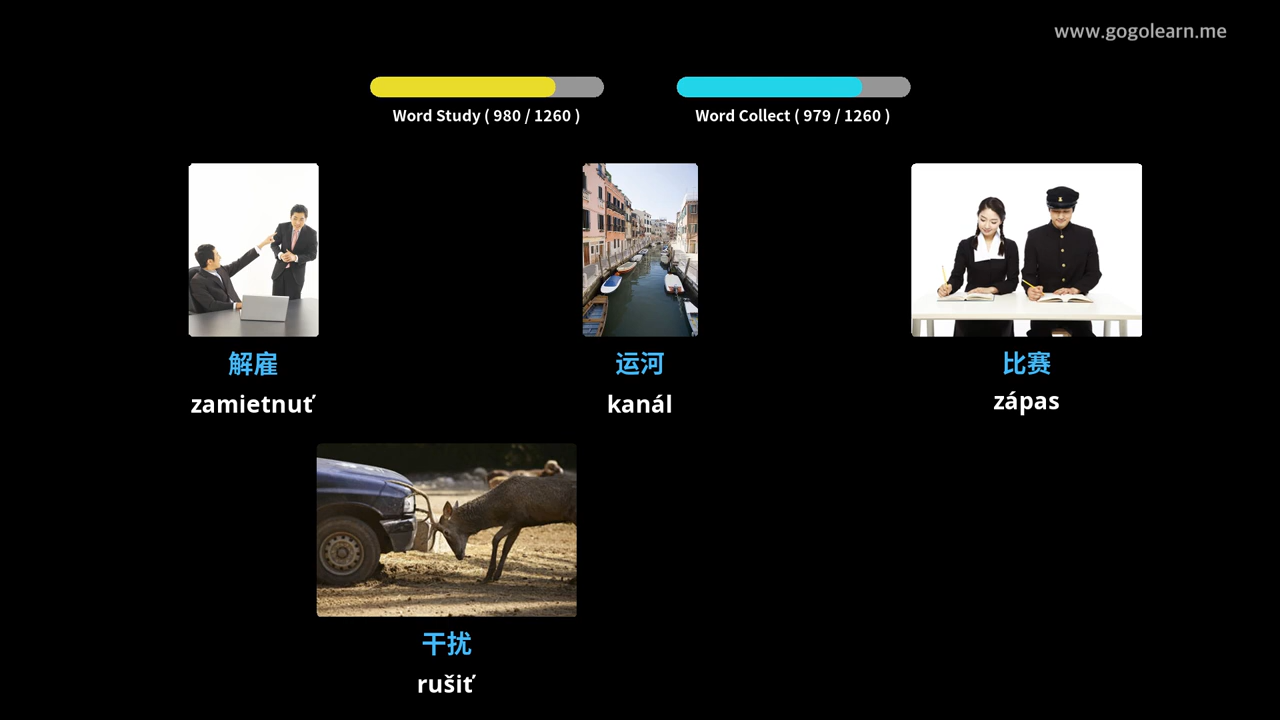 www.gogolearn.me
Word Study ( 980 / 1260 )
Word Collect ( 979 / 1260 )
解雇
zamietnuť
运河
kanál
比赛
zápas
干扰
rušiť